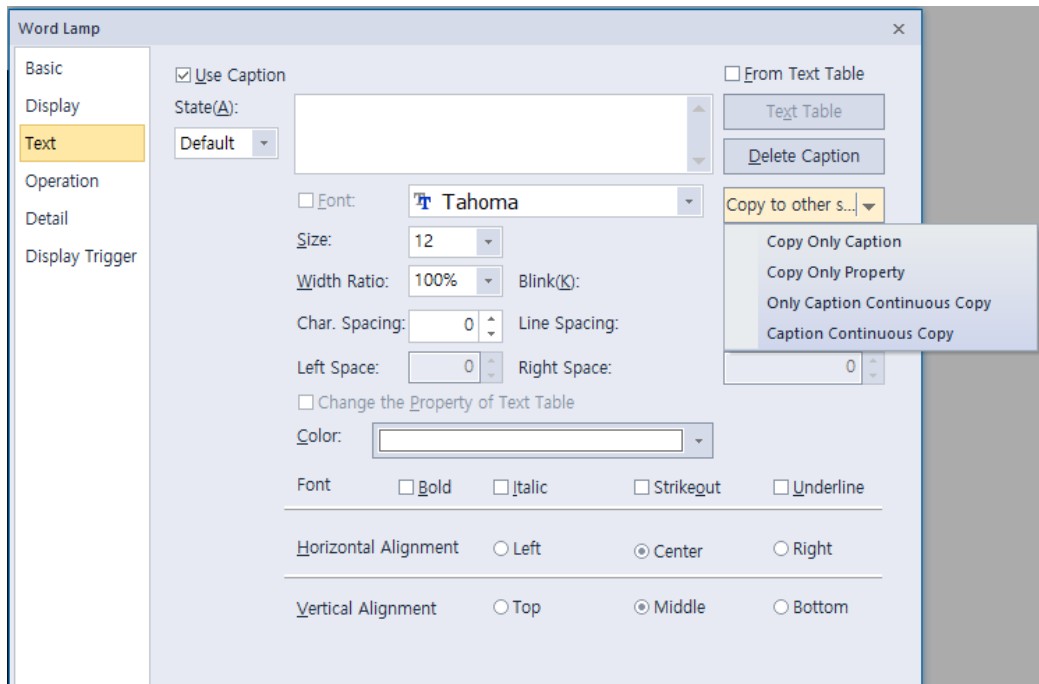 Word Lamp
Basic
Display
Text
Operation
Detail
Display Trigger
Use Caption
From Text Table
State(A):
Text Table
Default
Delete Caption
Font:
Tahoma
Copy to other s...
Size:
12
Copy Only Caption
Copy Only Property
Only Caption Continuous Copy
Caption Continuous Copy
Width Ratio:
100%
Blink(K):
Char. Spacing:
0
Line Spacing:
Left Space:
0
Right Space:
0
Change the Property of Text Table
Color:
Font
Bold
Italic
Strikeout
Underline
Horizontal Alignment
Left
Center
Right
Vertical Alignment
Top
Middle
Bottom